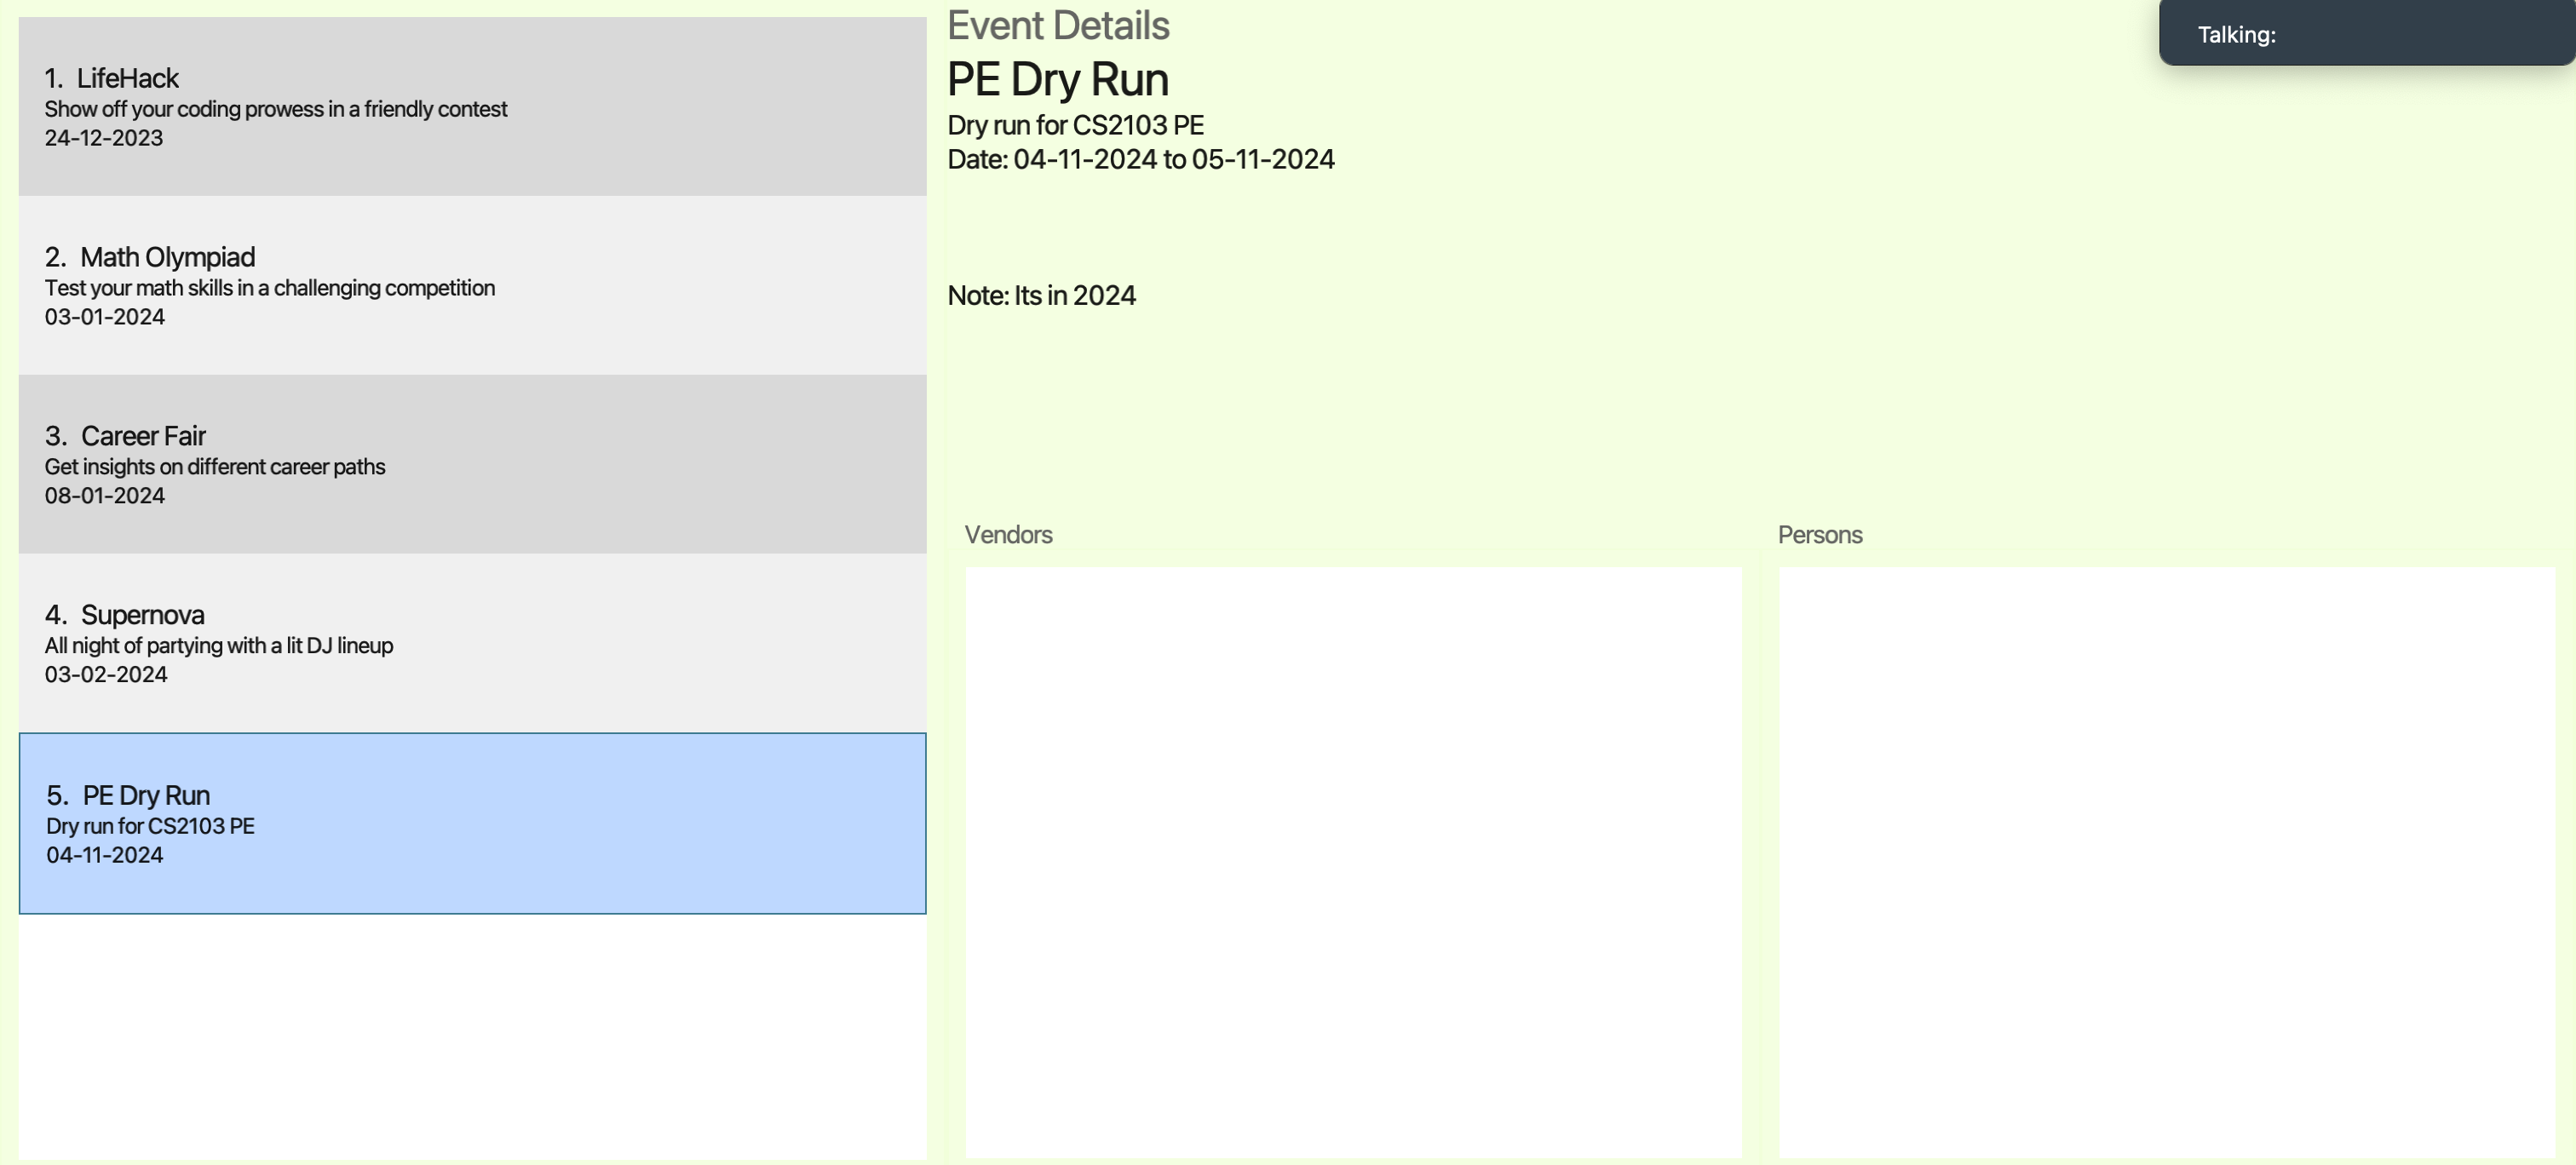 1. LifeHack
Show off your coding prowess in a friendly contest
24-12-2023
2. Math Olympiad
Test your math skills in a challenging competition
03-01-2024
3. Career Fair
Get insights on different career paths
08-01-2024
4. Supernova
All night of partying with a lit DJ lineup
03-02-2024
5. PE Dry Run
Dry run for CS2103 PE
04-11-2024
Event Details
PE Dry Run
Dry run for CS2103 PE
Date: 04-11-2024 to 05-11-2024
Note: Its in 2024
Vendors
Persons
Talking: